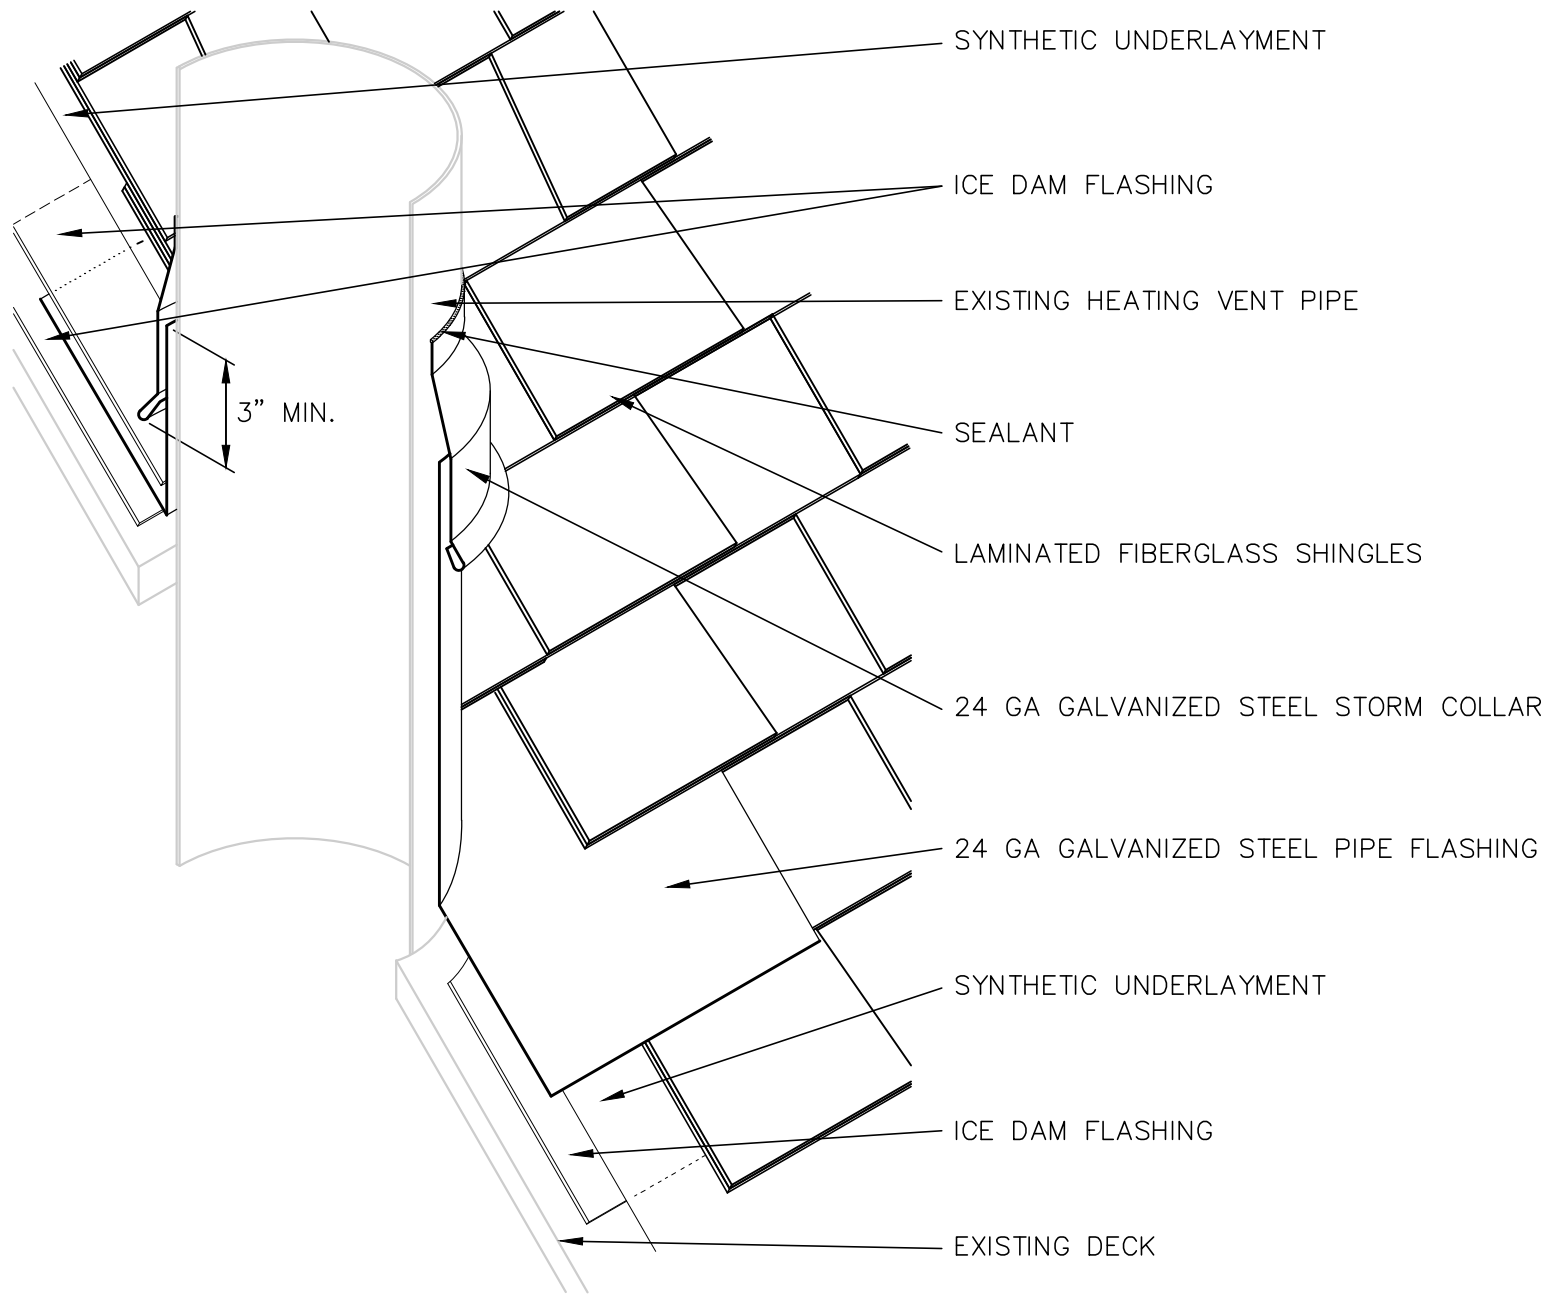 SYNTHETIC UNDERLAYMENT
ICE DAM FLASHING
EXISTING HEATING VENT PIPE
3” MIN.
SEALANT
LAMINATED FIBERGLASS SHINGLES
24 GA GALVANIZED STEEL STORM COLLAR
24 GA GALVANIZED STEEL PIPE FLASHING
SYNTHETIC UNDERLAYMENT
ICE DAM FLASHING
EXISTING DECK